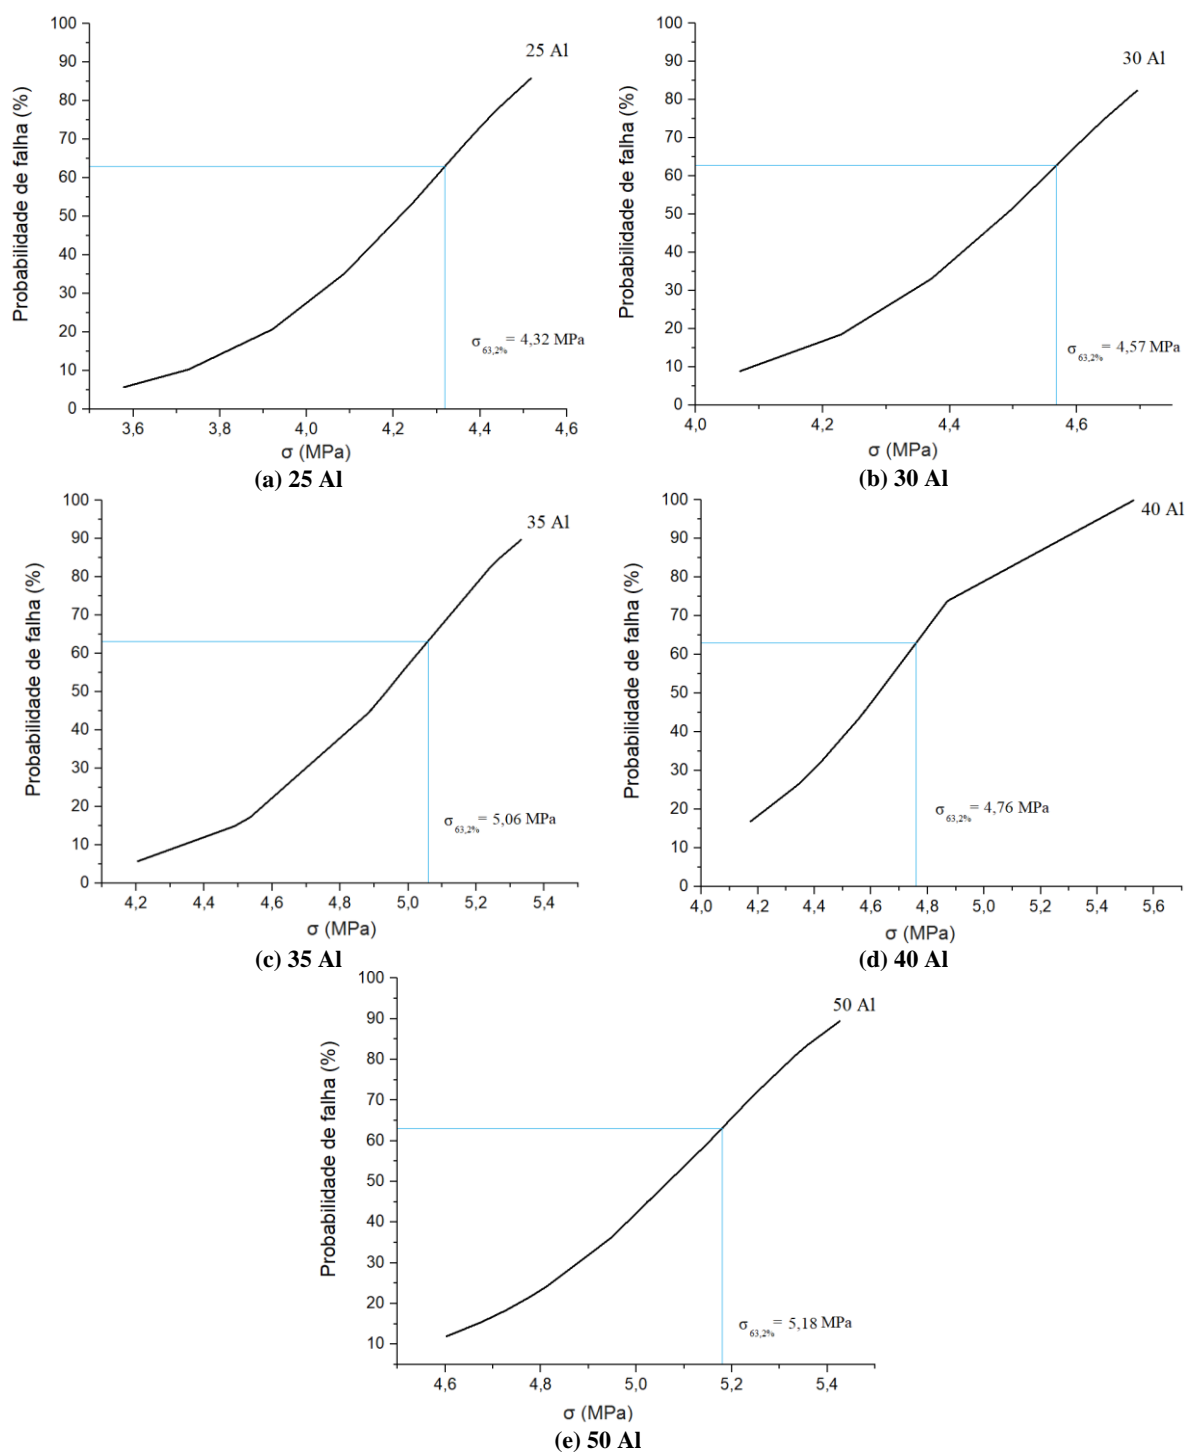 100
90
80
70
60
50
40
30
20
10
0
Probabilidade de falha (%)
25 Al
σ63,2%= 4,32 MPa
3,6 3,8 4,0 4,2 4,4 4,6
σ (MPa)
(a) 25 Al
100
90
80
70
60
50
40
30
20
10
0
Probabilidade de falha (%)
30 Al
σ63,2%= 4,57 MPa
4,0 4,2 4,4 4,6
σ (MPa)
(b) 30 Al
100
90
80
70
60
50
40
30
20
10
0
Probabilidade de falha (%)
35 Al
σ63,2%= 5,06 MPa
4,2 4,4 4,6 4,8 5,0 5,2 5,4
σ (MPa)
(c) 35 Al
100
90
80
70
60
50
40
30
20
10
0
Probabilidade de falha (%)
40 Al
σ63,2%= 4,76 MPa
4,0 4,2 4,4 4,6 4,8 5,0 5,2 5,4 5,6
σ (MPa)
(d) 40 Al
100
90
80
70
60
50
40
30
20
10
Probabilidade de falha (%)
50 Al
σ63,2%= 5,18 MPa
4,6 4,8 5,0 5,2 5,4
σ (MPa)
(e) 50 Al